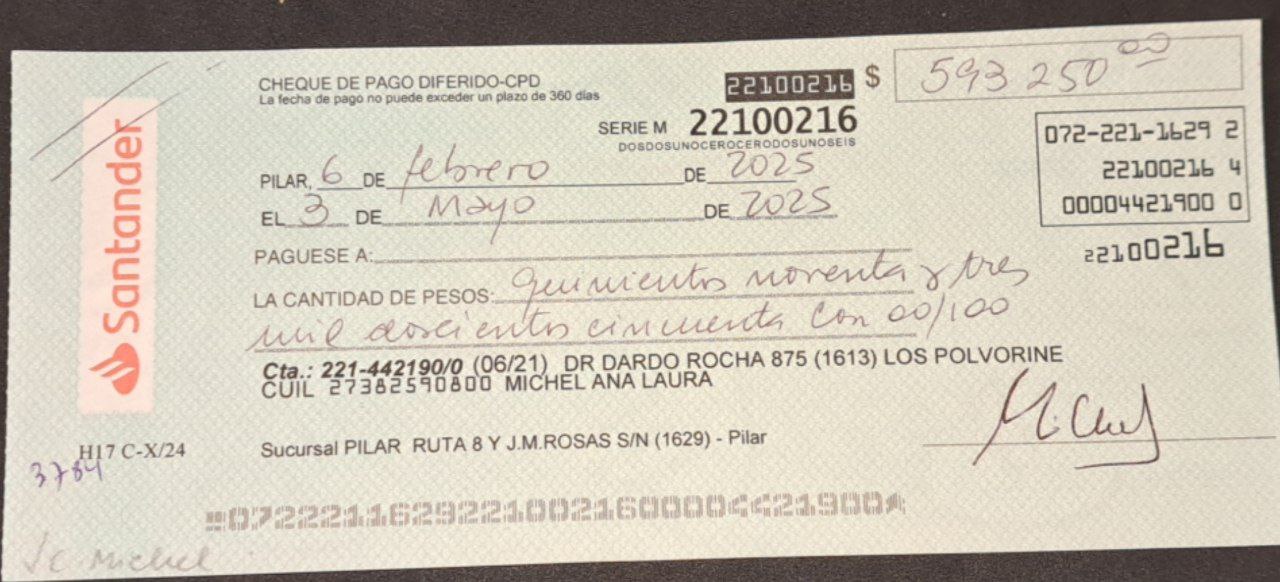 Santander
CHEQUE DE PAGO DIFERIDO-CPD
La fecha de pago no puede exceder un plazo de 360 días
22100216 $ 593 250 00
SERIE M 22100216
DOSDOSUNOCEROCERODOSUNOSEIS
072-221-1629 2
22100216 4
00004421900 0
22100216
PILAR, 6 DE febrero DE 2025
EL 3 DE Mayo DE 2025
PAGUESE A:
LA CANTIDAD DE PESOS: quinientos noventa y tres
mil doscientos cincuenta con 00/100
Cta.: 221-442190/0 (06/21) DR DARDO ROCHA 875 (1613) LOS POLVORINE
CUIL 27382590800 MICHEL ANA LAURA
Michel
Sucursal PILAR RUTA 8 Y J.M.ROSAS S/N (1629) - Pilar
H17 C-X/24
3784
07222116292210021600004421900
Michel